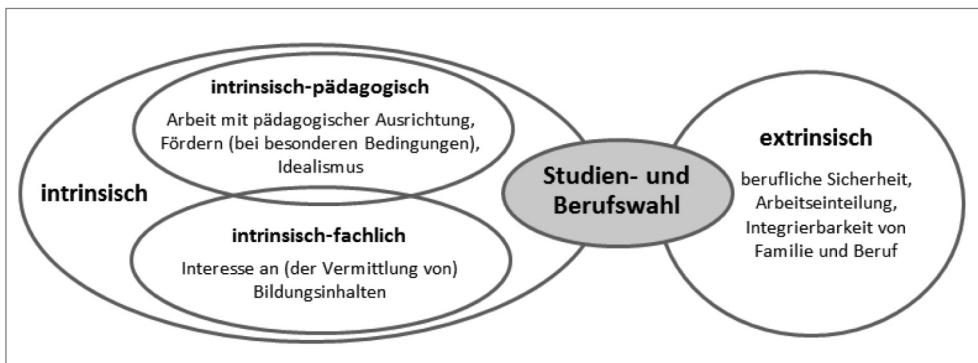 intrinsisch-pädagogisch
Arbeit mit pädagogischer Ausrichtung,
Fördern (bei besonderen Bedingungen),
Idealismus
intrinsisch
intrinsisch-fachlich
Interesse an (der Vermittlung von)
Bildungsinhalten
Studien- und
Berufswahl
extrinsisch
berufliche Sicherheit,
Arbeitseinteilung,
Integrierbarkeit von
Familie und Beruf